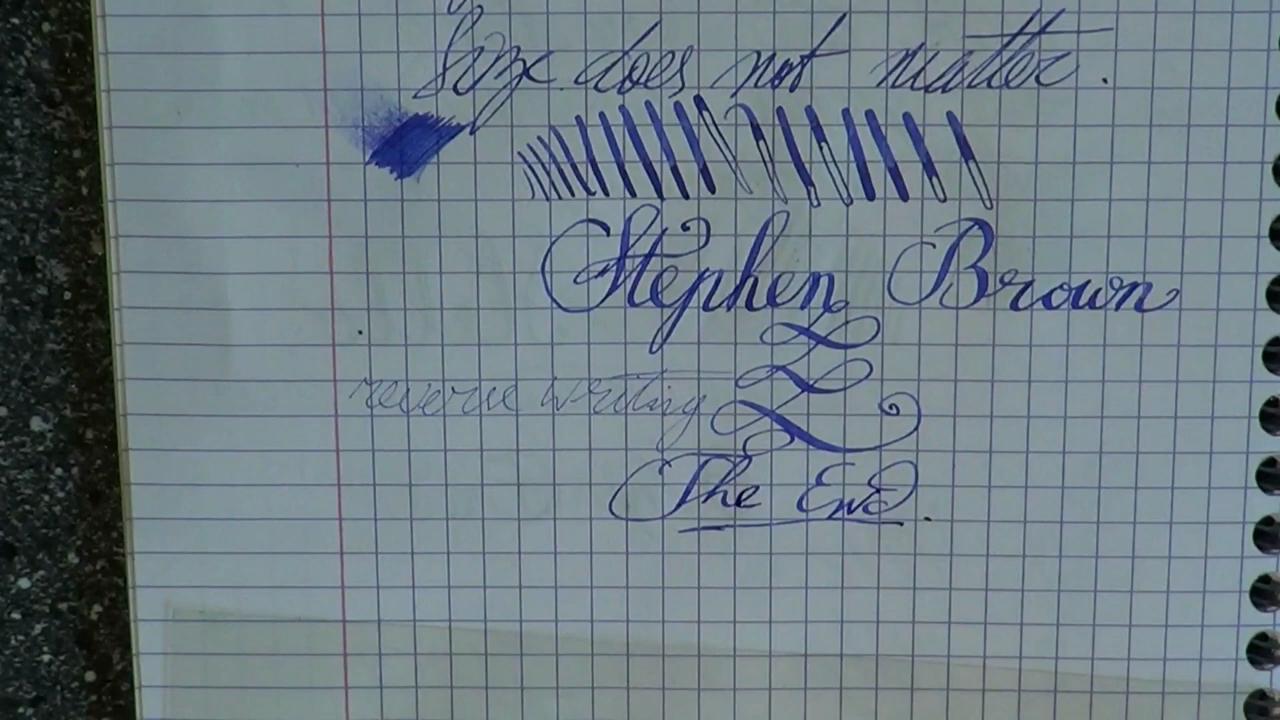 Size does not matter.
Stephen Brown
reverse writing
The End.